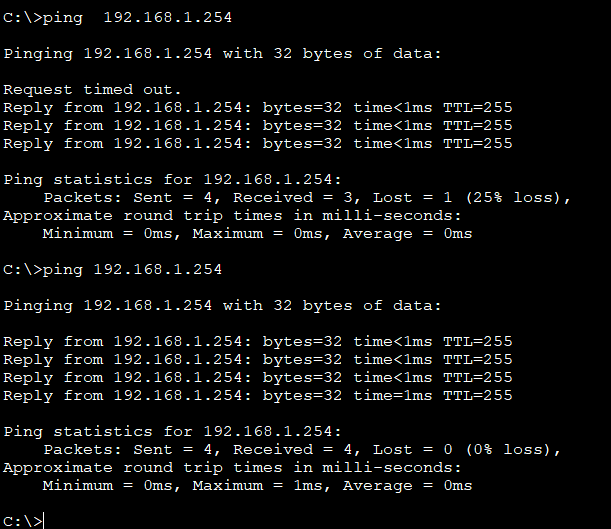 C:\>ping  192.168.1.254
Pinging 192.168.1.254 with 32 bytes of data:
Request timed out.
Reply from 192.168.1.254: bytes=32 time<1ms TTL=255
Reply from 192.168.1.254: bytes=32 time<1ms TTL=255
Reply from 192.168.1.254: bytes=32 time<1ms TTL=255
Ping statistics for 192.168.1.254:
    Packets: Sent = 4, Received = 3, Lost = 1 (25% loss),
Approximate round trip times in milli-seconds:
    Minimum = 0ms, Maximum = 0ms, Average = 0ms
C:\>ping 192.168.1.254
Pinging 192.168.1.254 with 32 bytes of data:
Reply from 192.168.1.254: bytes=32 time<1ms TTL=255
Reply from 192.168.1.254: bytes=32 time<1ms TTL=255
Reply from 192.168.1.254: bytes=32 time<1ms TTL=255
Reply from 192.168.1.254: bytes=32 time=1ms TTL=255
Ping statistics for 192.168.1.254:
    Packets: Sent = 4, Received = 4, Lost = 0 (0% loss),
Approximate round trip times in milli-seconds:
    Minimum = 0ms, Maximum = 1ms, Average = 0ms
C:\>